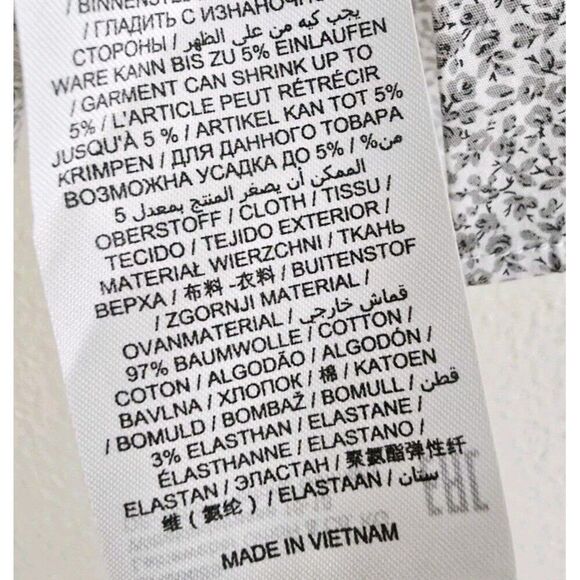 / BINNENSTE
/ ГЛАДИТЬ С ИЗНАНОЧНО
СТОРОНЫ / يجب كيه من على الظهر /
WARE KANN BIS ZU 5% EINLAUFEN
/ GARMENT CAN SHRINK UP TO
5% / L'ARTICLE PEUT RÉTRÉCIR
JUSQU'À 5 % / ARTIKEL KAN TOT 5%
KRIMPEN / ДЛЯ ДАННОГО ТОВАРА
ВОЗМОЖНА УСАДКА ДО 5% / %من
الممكن أن يصغر المنتج بمعدل 5
OBERSTOFF / CLOTH / TISSU /
TECIDO / TEJIDO EXTERIOR /
MATERIAŁ WIERZCHNI / ТКАНЬ
ВЕРХА / 布料 -衣料 / BUITENSTOF
/ ZGORNJI MATERIAL /
OVANMATERIAL / قماش خارجي /
97% BAUMWOLLE / COTTON /
COTON / ALGODÃO / ALGODÓN /
BAVLNA / ХЛОПОК / 棉 / KATOEN
/ BOMULD / BOMBAŽ / BOMULL / قطن
3% ELASTHAN / ELASTANE /
ÉLASTHANNE / ELASTANO /
ELASTAN / ЭЛАСТАН / 聚氨酯弹性纤
维（氨纶）/ ELASTAAN / ستان /
MADE IN VIETNAM